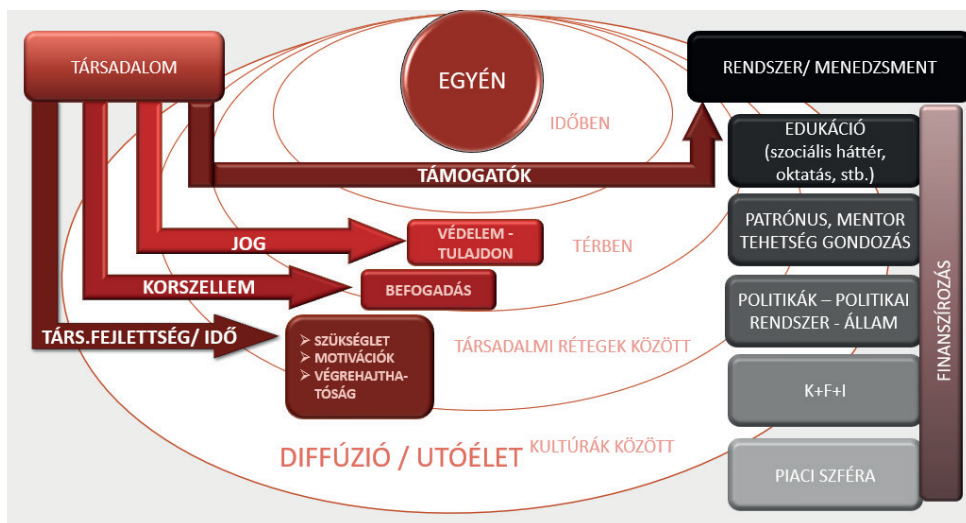 TÁRSADALOM
EGYÉN
RENDSZER/ MENEDZSMENT
IDŐBEN
TÁMOGATÓK
EDUKÁCIÓ
(szociális háttér,
oktatás, stb.)
JOG
VÉDELEM -
TULAJDON
TÉRBEN
PATRÓNUS, MENTOR
TEHETSÉG GONDOZÁS
KORSZELLEM
BEFOGADÁS
TÁRS.FEJLETTSÉG/ IDŐ
➢ SZÜKSÉGLET
➢ MOTIVÁCIÓK
➢ VÉGREHAJTHA-
TÓSÁG
TÁRSADALMI RÉTEGEK KÖZÖTT
POLITIKÁK – POLITIKAI
RENDSZER - ÁLLAM
K+F+I
DIFFÚZIÓ / UTÓÉLET
KULTÚRÁK KÖZÖTT
PIACI SZFÉRA
FINANSZÍROZÁS